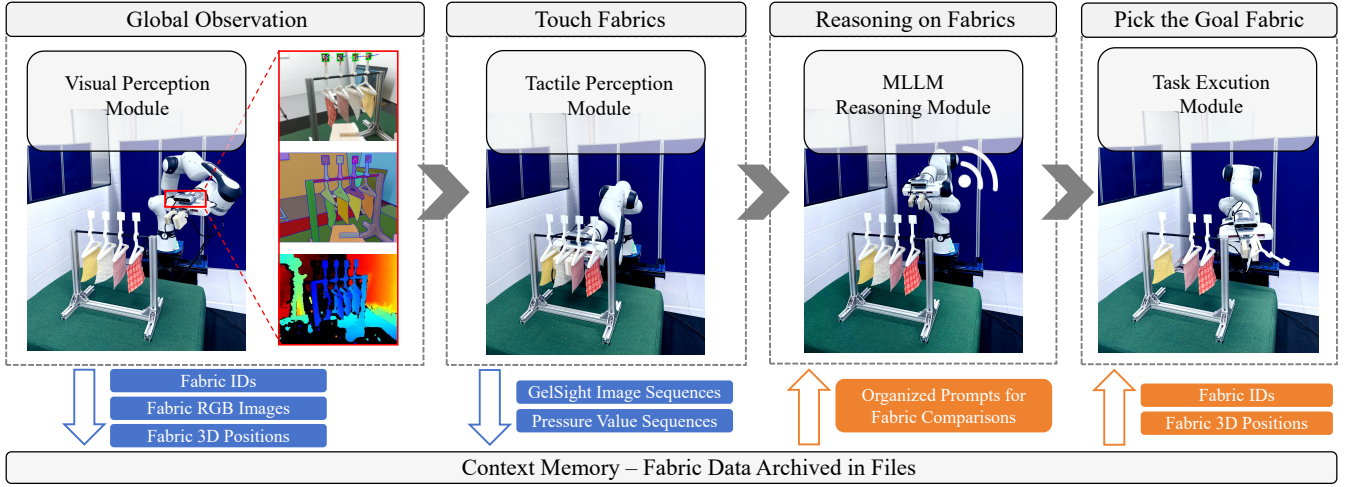 Global Observation
Touch Fabrics
Reasoning on Fabrics
Pick the Goal Fabric
Visual Perception
Module
Tactile Perception
Module
MLLM
Reasoning Module
Task Excution
Module
Fabric IDs
Fabric RGB Images
Fabric 3D Positions
GelSight Image Sequences
Pressure Value Sequences
Organized Prompts for
Fabric Comparisons
Fabric IDs
Fabric 3D Positions
Context Memory – Fabric Data Archived in Files